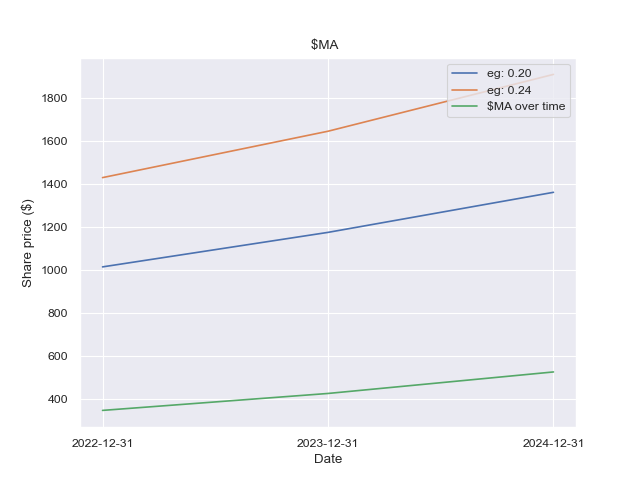 $MA
eg: 0.20
eg: 0.24
$MA over time
Share price ($)
1800
1600
1400
1200
1000
800
600
400
2022-12-31
2023-12-31
2024-12-31
Date